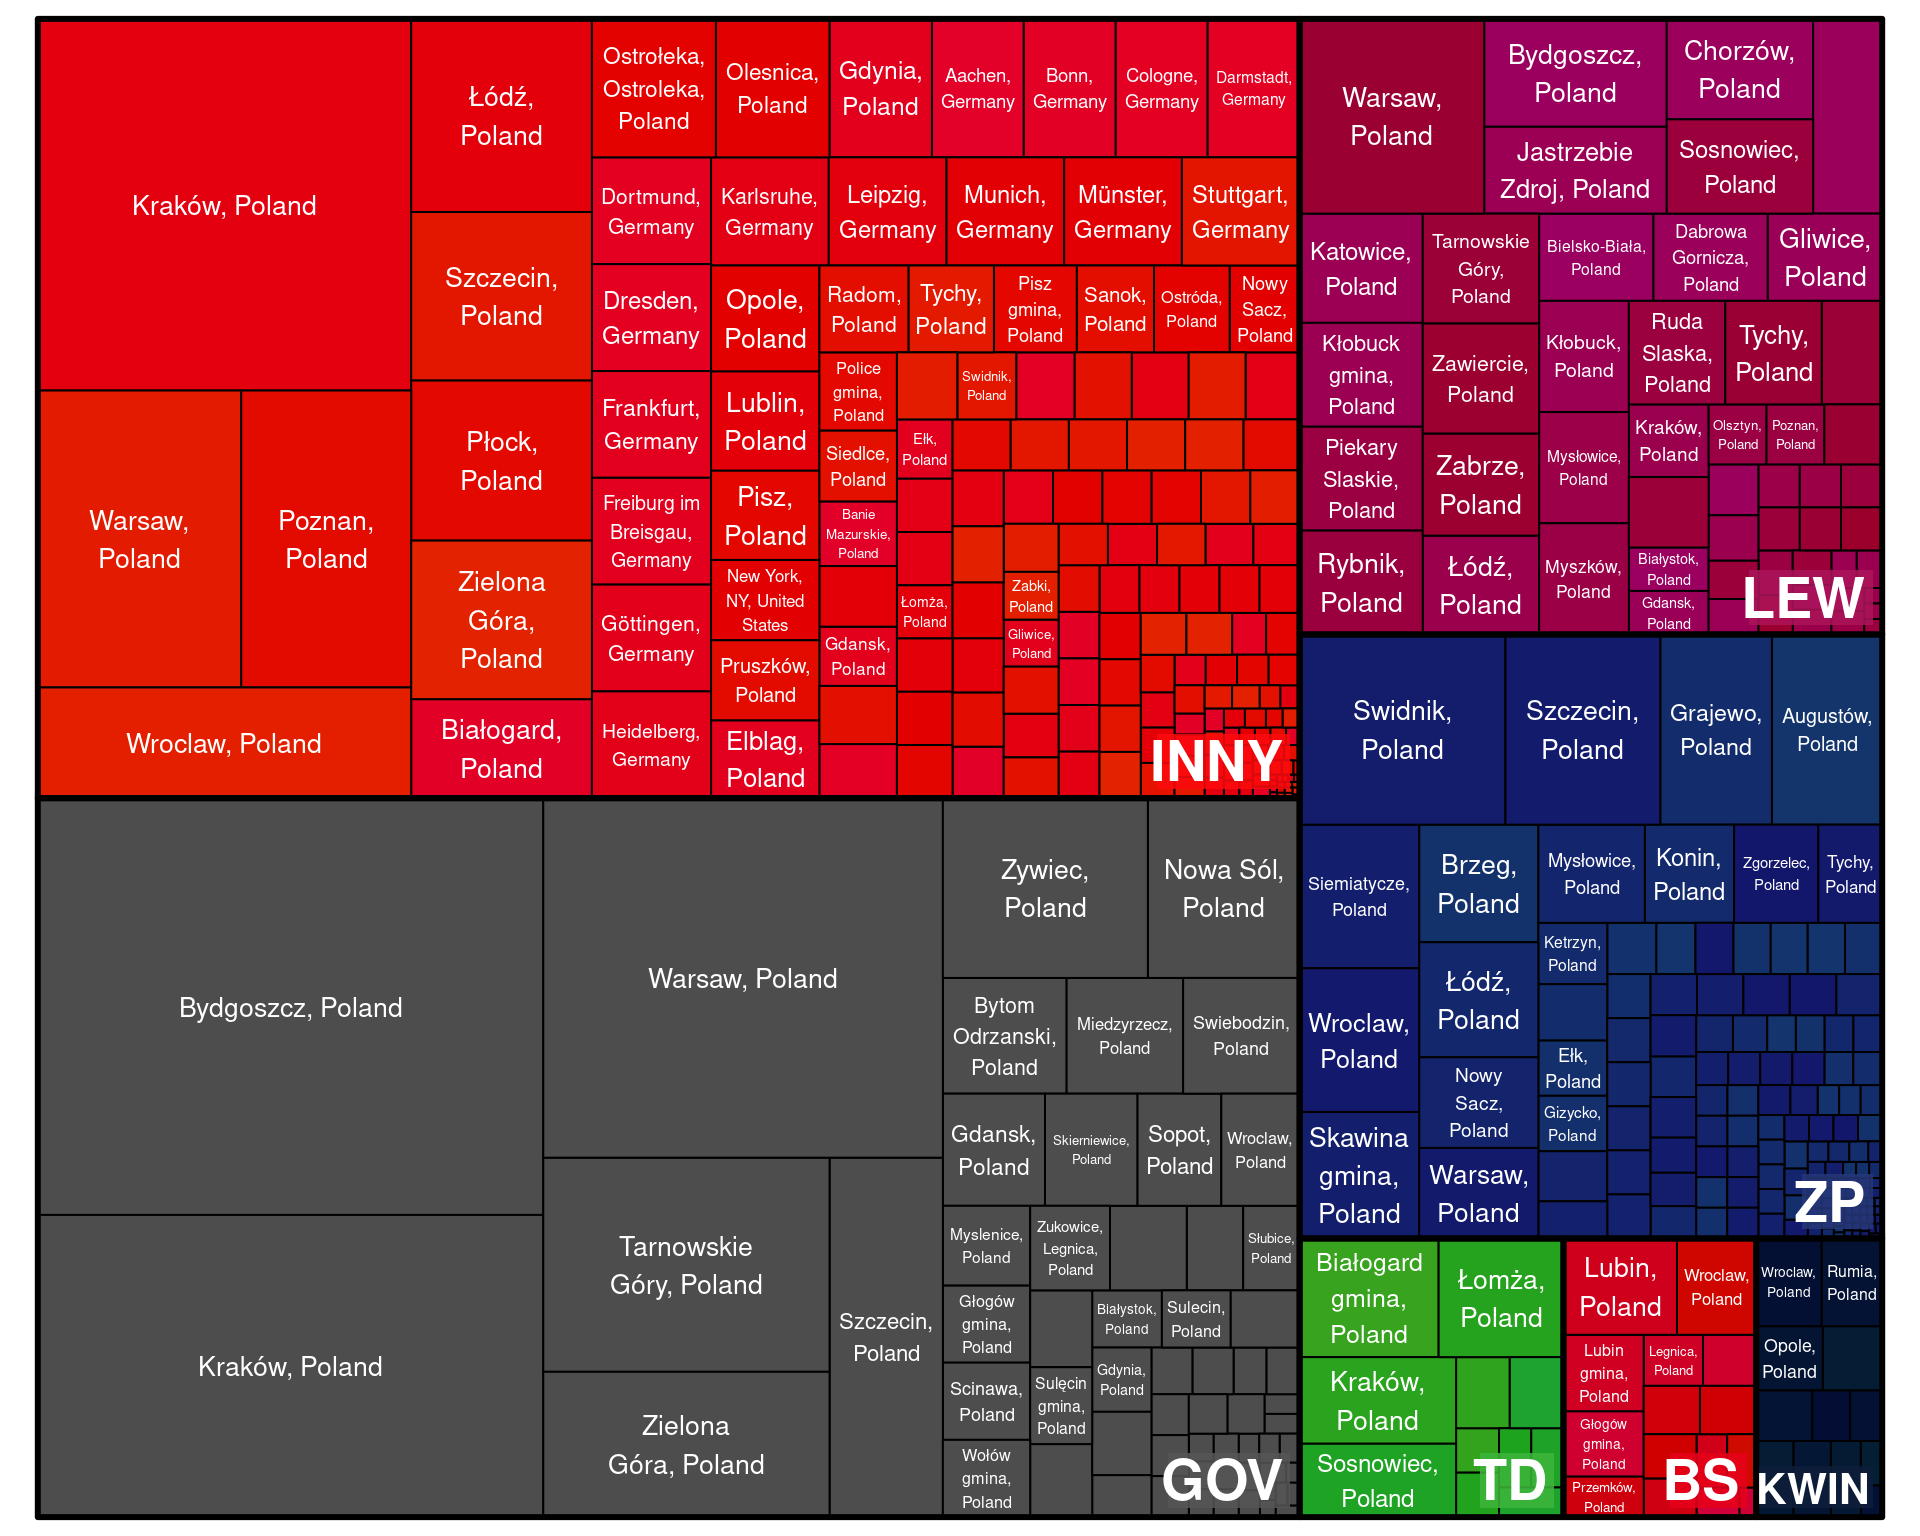 Kraków, Poland
Warsaw,
Poland
Poznan,
Poland
Wroclaw, Poland
Łódź,
Poland
Szczecin,
Poland
Płock,
Poland
Zielona
Góra,
Poland
Białogard,
Poland
Ostrołeka,
Ostroleka,
Poland
Olesnica,
Poland
Gdynia,
Poland
Aachen,
Germany
Bonn,
Germany
Cologne,
Germany
Darmstadt,
Germany
Dortmund,
Germany
Karlsruhe,
Germany
Leipzig,
Germany
Munich,
Germany
Münster,
Germany
Stuttgart,
Germany
Dresden,
Germany
Frankfurt,
Germany
Freiburg im
Breisgau,
Germany
Göttingen,
Germany
Heidelberg,
Germany
Opole,
Poland
Lublin,
Poland
Pisz,
Poland
New York,
NY, United
States
Pruszków,
Poland
Elblag,
Poland
Radom,
Poland
Tychy,
Poland
Pisz
gmina,
Poland
Sanok,
Poland
Ostróda,
Poland
Nowy
Sacz,
Poland
Police
gmina,
Poland
Siedlce,
Poland
Banie
Mazurskie,
Poland
Gdansk,
Poland
Swidnik,
Poland
Ełk,
Poland
Łomża,
Poland
Zabki,
Poland
Gliwice,
Poland
INNY
Warsaw,
Poland
Bydgoszcz,
Poland
Jastrzebie
Zdroj, Poland
Chorzów,
Poland
Sosnowiec,
Poland
Katowice,
Poland
Kłobuck
gmina,
Poland
Piekary
Slaskie,
Poland
Rybnik,
Poland
Tarnowskie
Góry,
Poland
Zawiercie,
Poland
Zabrze,
Poland
Łódź,
Poland
Bielsko-Biała,
Poland
Dabrowa
Gornicza,
Poland
Gliwice,
Poland
Kłobuck,
Poland
Mysłowice,
Poland
Myszków,
Poland
Ruda
Slaska,
Poland
Tychy,
Poland
Kraków,
Poland
Olsztyn,
Poland
Poznan,
Poland
Białystok,
Poland
Gdansk,
Poland
LEW
Bydgoszcz, Poland
Kraków, Poland
Warsaw, Poland
Tarnowskie
Góry, Poland
Zielona
Góra, Poland
Szczecin,
Poland
Zywiec,
Poland
Nowa Sól,
Poland
Bytom
Odrzanski,
Poland
Miedzyrzecz,
Poland
Swiebodzin,
Poland
Gdansk,
Poland
Skierniewice,
Poland
Sopot,
Poland
Wroclaw,
Poland
Myslenice,
Poland
Głogów
gmina,
Poland
Scinawa,
Poland
Wołów
gmina,
Poland
Zukowice,
Legnica,
Poland
Słubice,
Poland
Sulęcin
gmina,
Poland
Białystok,
Poland
Sulecin,
Poland
Gdynia,
Poland
GOV
Swidnik,
Poland
Szczecin,
Poland
Grajewo,
Poland
Augustów,
Poland
Siemiatycze,
Poland
Wroclaw,
Poland
Skawina
gmina,
Poland
Brzeg,
Poland
Łódź,
Poland
Nowy
Sacz,
Poland
Warsaw,
Poland
Mysłowice,
Poland
Konin,
Poland
Zgorzelec,
Poland
Tychy,
Poland
Ketrzyn,
Poland
Ełk,
Poland
Gizycko,
Poland
ZP
Białogard
gmina,
Poland
Łomża,
Poland
Kraków,
Poland
Sosnowiec,
Poland
TD
Lubin,
Poland
Wroclaw,
Poland
Lubin
gmina,
Poland
Legnica,
Poland
Głogów
gmina,
Poland
Przemków,
Poland
BS
Wroclaw,
Poland
Rumia,
Poland
Opole,
Poland
KWIN